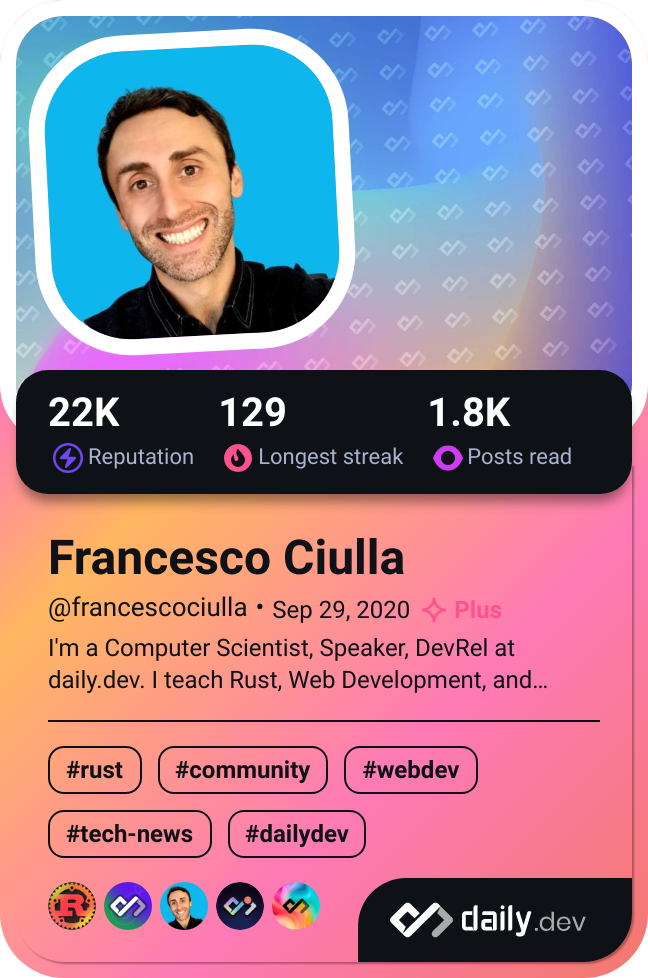 22K 129 1.8K
Reputation Longest streak Posts read
Francesco Ciulla
@francescociulla • Sep 29, 2020 Plus
I'm a Computer Scientist, Speaker, DevRel at
daily.dev. I teach Rust, Web Development, and…
#rust #community #webdev
#tech-news #dailydev
R
daily.dev